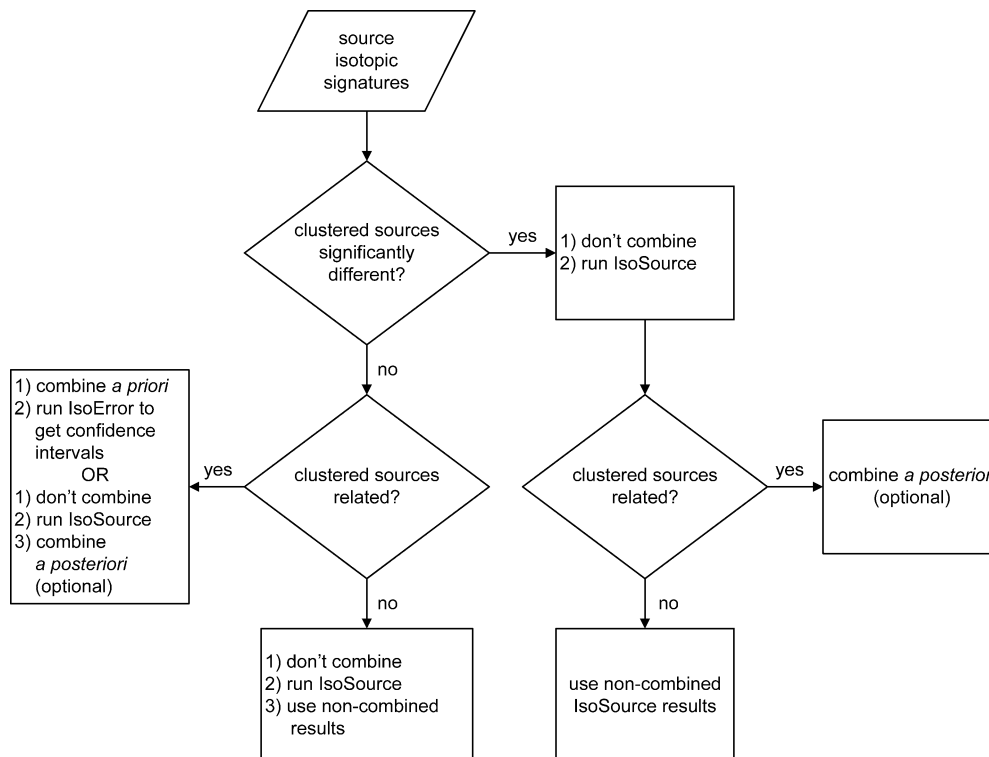 source
isotopic
signatures
clustered sources
significantly
different?
yes
1) don't combine
2) run IsoSource
no
1) combine a priori
2) run IsoError to
get confidence
intervals
OR
1) don't combine
2) run IsoSource
3) combine
a posteriori
(optional)
yes
clustered sources
related?
clustered sources
related?
yes
combine a posteriori
(optional)
no
no
1) don't combine
2) run IsoSource
3) use non-combined
results
use non-combined
IsoSource results